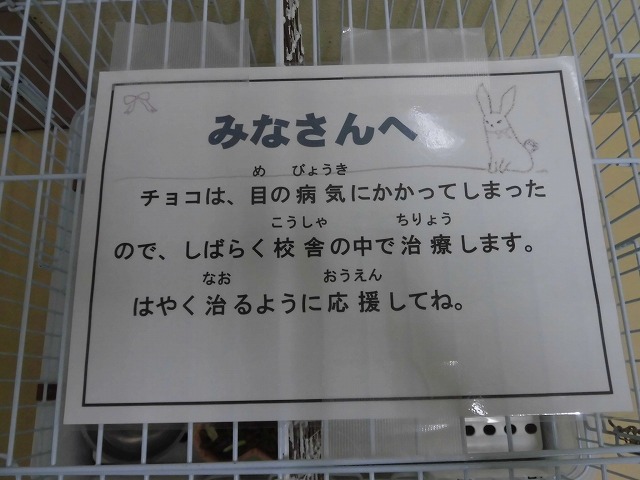 みなさんへ
め びょうき
チョコは、目の病気にかかってしまった
こうしゃ ちりょう
ので、しばらく校舎の中で治療します。
なお おうえん
はやく治るように応援してね。